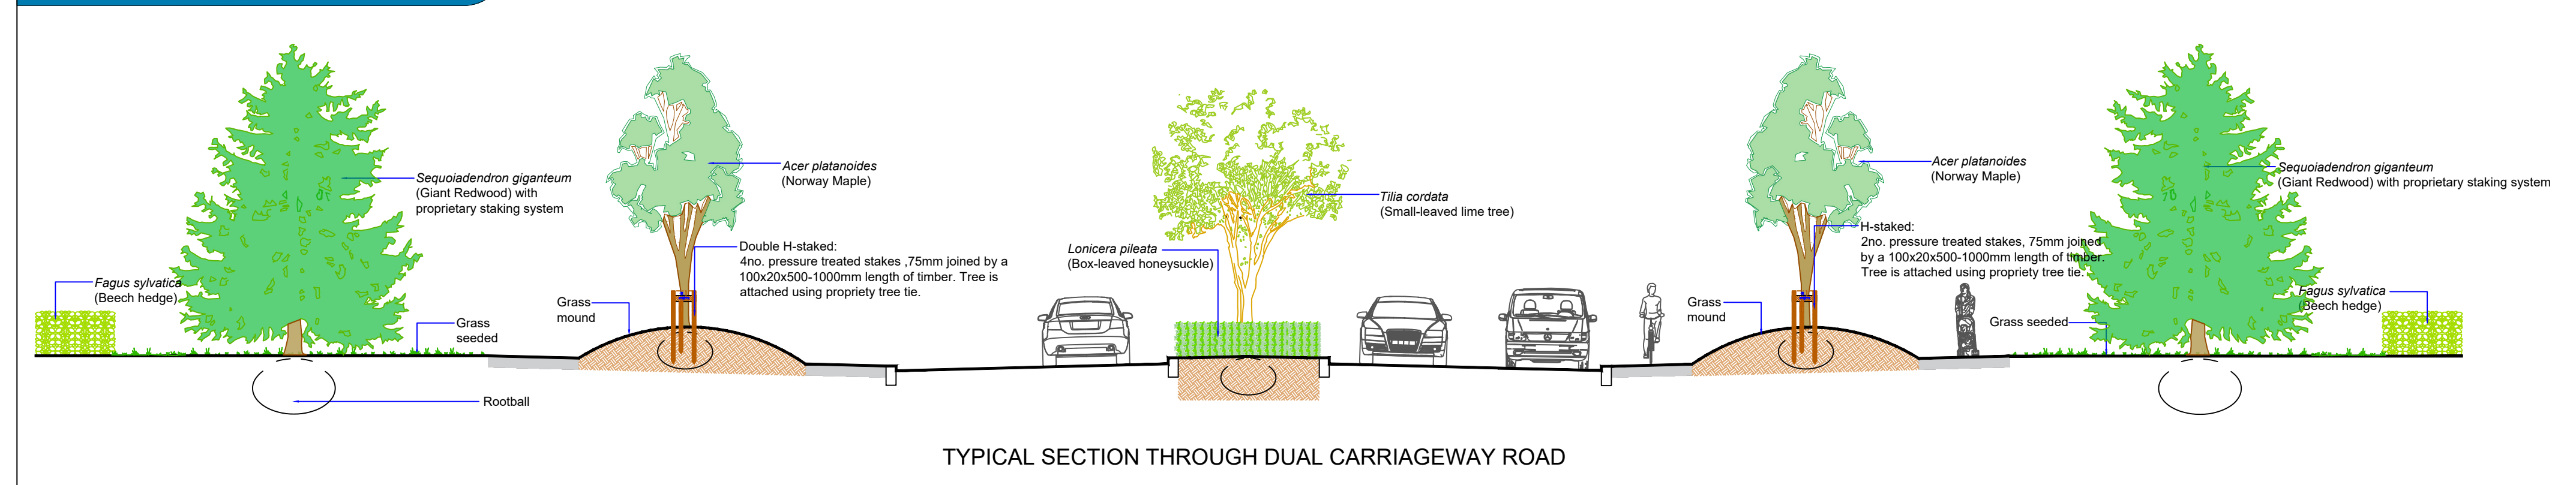 Fagus sylvatica
(Beech hedge)
Sequoiadendron giganteum
(Giant Redwood) with
proprietary staking system
Grass
seeded
Rootball
Grass
mound
Acer platanoides
(Norway Maple)
Double H-staked:
4no. pressure treated stakes ,75mm joined by a
100x20x500-1000mm length of timber. Tree is
attached using propriety tree tie.
Lonicera pileata
(Box-leaved honeysuckle)
Tilia cordata
(Small-leaved lime tree)
Grass
mound
Acer platanoides
(Norway Maple)
H-staked:
2no. pressure treated stakes, 75mm joined
by a 100x20x500-1000mm length of timber.
Tree is attached using propriety tree tie.
Grass seeded
Sequoiadendron giganteum
(Giant Redwood) with proprietary staking system
Fagus sylvatica
(Beech hedge)
TYPICAL SECTION THROUGH DUAL CARRIAGEWAY ROAD